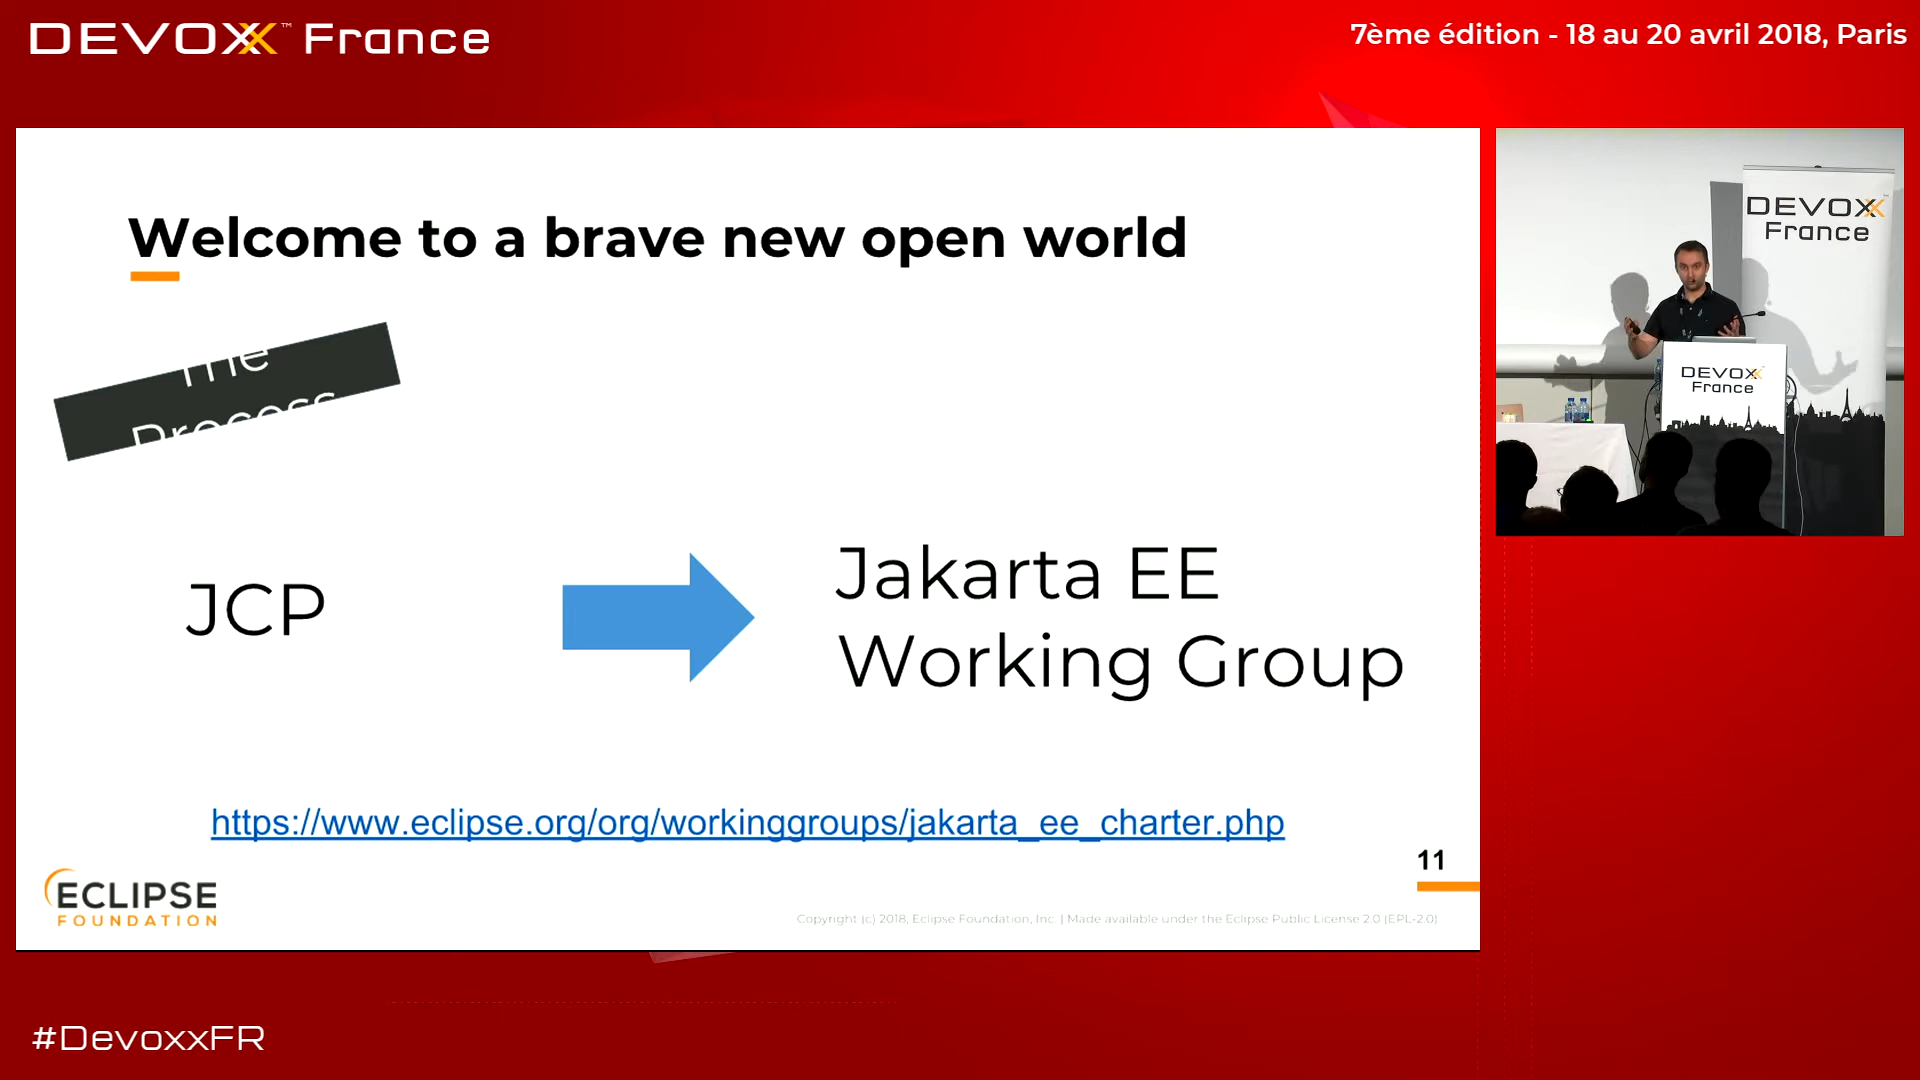 DEVOXX™ France
7ème édition - 18 au 20 avril 2018, Paris
Welcome to a brave new open world
The
Process
JCP
Jakarta EE
Working Group
https://www.eclipse.org/org/workinggroups/jakarta_ee_charter.php
11
ECLIPSE
FOUNDATION
Copyright (c) 2018, Eclipse Foundation, Inc. | Made available under the Eclipse Public License 2.0 (EPL-2.0)
DEVOXX
France
DEVOXX
France
#DevoxxFR